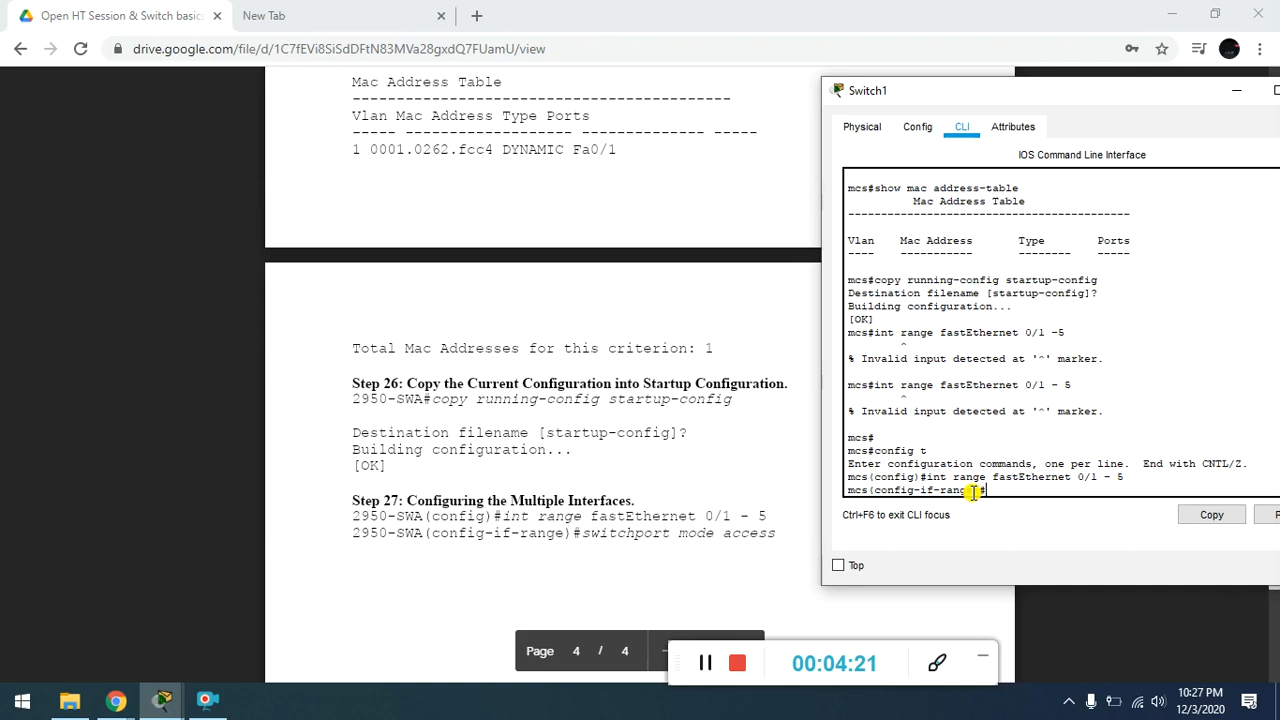 Open HT Session & Switch basics
New Tab
drive.google.com/file/d/1C7fEVi8SiSdDFtN83MVa28gxdQ7FUamU/view
Mac Address Table
-----------------------------------------
Vlan Mac Address Type Ports
----- ------------------- -------------- -----
1 0001.0262.fcc4 DYNAMIC Fa0/1
Total Mac Addresses for this criterion: 1
Step 26: Copy the Current Configuration into Startup Configuration.
2950-SWA#copy running-config startup-config
Destination filename [startup-config]?
Building configuration...
[OK]
Step 27: Configuring the Multiple Interfaces.
2950-SWA(config)#int range fastEthernet 0/1 - 5
2950-SWA(config-if-range)#switchport mode access
Page 4 / 4
Switch1
Physical Config CLI Attributes
IOS Command Line Interface
mcs#show mac address-table
Mac Address Table
-------------------------------------------
Vlan Mac Address Type Ports
---- ----------- -------- -----
mcs#copy running-config startup-config
Destination filename [startup-config]?
Building configuration...
[OK]
mcs#int range fastEthernet 0/1 -5
^
% Invalid input detected at '^' marker.
mcs#int range fastEthernet 0/1 - 5
^
% Invalid input detected at '^' marker.
mcs#
mcs#config t
Enter configuration commands, one per line. End with CNTL/Z.
mcs(config)#int range fastEthernet 0/1 - 5
mcs(config-if-range)#
Ctrl+F6 to exit CLI focus
Copy
Top
00:04:21
10:27 PM
12/3/2020